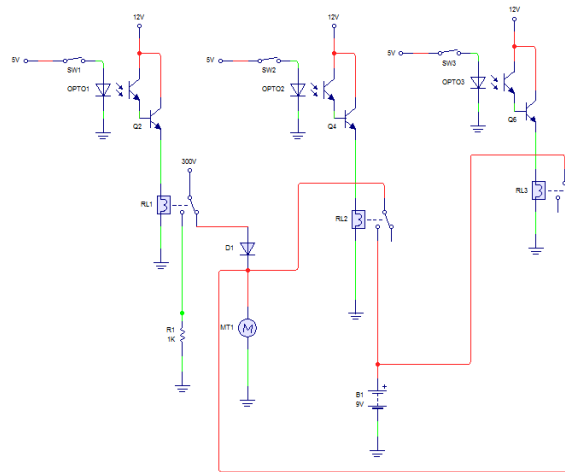 12V
12V
12V
5V
SW1
5V
SW2
5V
SW3
OPTO1
OPTO2
OPTO3
Q2
Q4
Q6
300V
RL1
RL2
RL3
D1
R1
1K
MT1
B1
9V
+
M